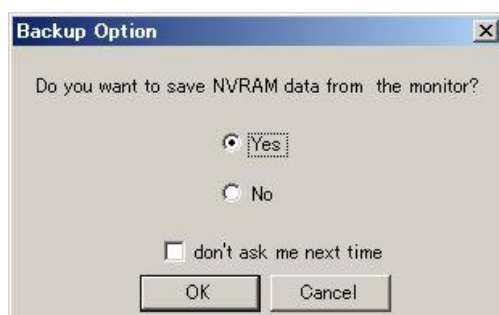 Backup Option
Do you want to save NVRAM data from the monitor?
Yes
No
don't ask me next time
OK Cancel